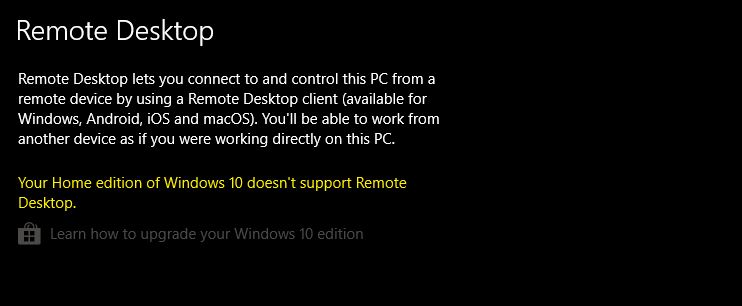 Remote Desktop
Remote Desktop lets you connect to and control this PC from a
remote device by using a Remote Desktop client (available for
Windows, Android, iOS and macOS). You'll be able to work from
another device as if you were working directly on this PC.
Your Home edition of Windows 10 doesn't support Remote
Desktop.
Learn how to upgrade your Windows 10 edition